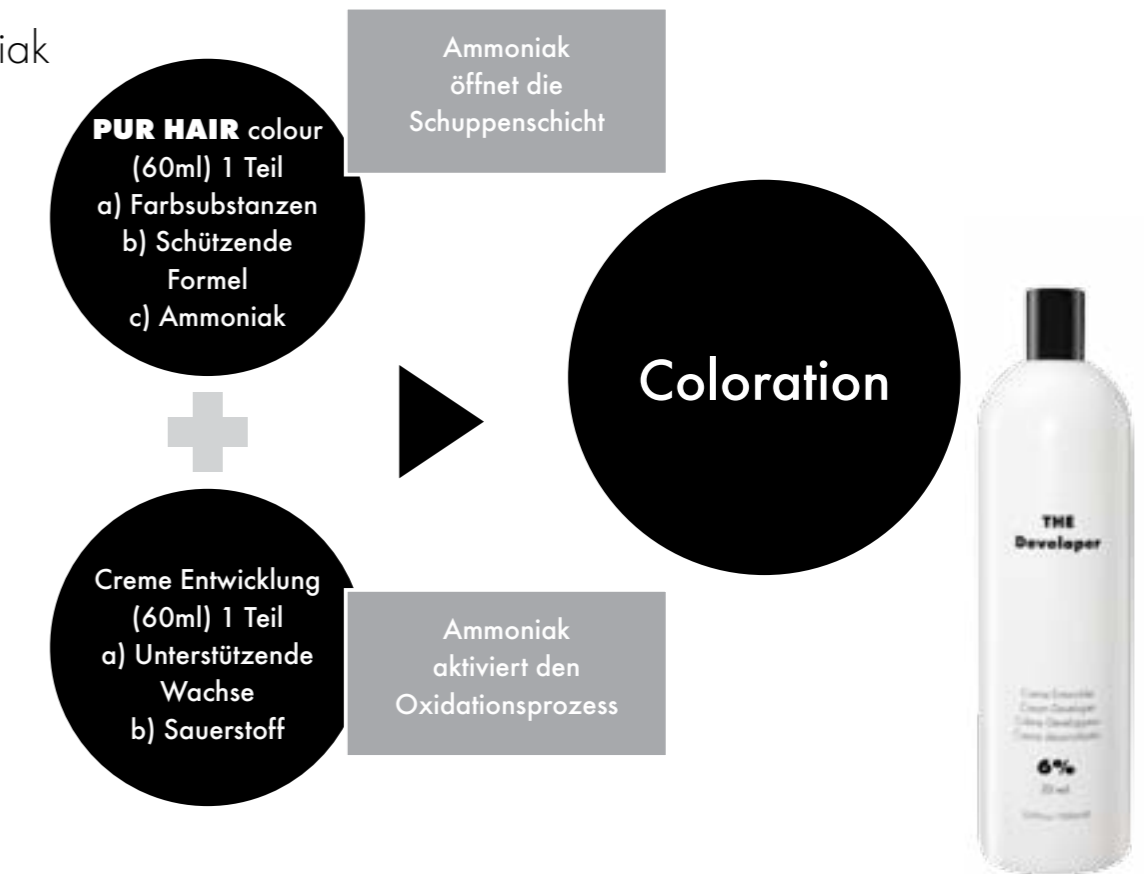 iak
PUR HAIR colour
(60ml) 1 Teil
a) Farbsubstanzen
b) Schützende
Formel
c) Ammoniak
Ammoniak
öffnet die
Schuppenschicht
Coloration
Creme Entwicklung
(60ml) 1 Teil
a) Unterstützende
Wachse
b) Sauerstoff
Ammoniak
aktiviert den
Oxidationsprozess
THE
Developer
6%